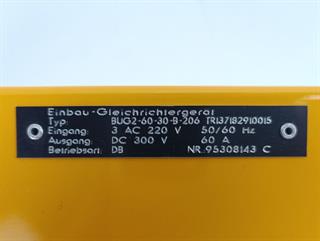 Einbau-Gleichrichtergerät
Typ: BUG2-60-30-B-206 TR137182910015
Eingang: 3 AC 220 V 50/60 Hz
Ausgang: DC 300 V 60 A
Betriebsart: DB NR.95308143 C